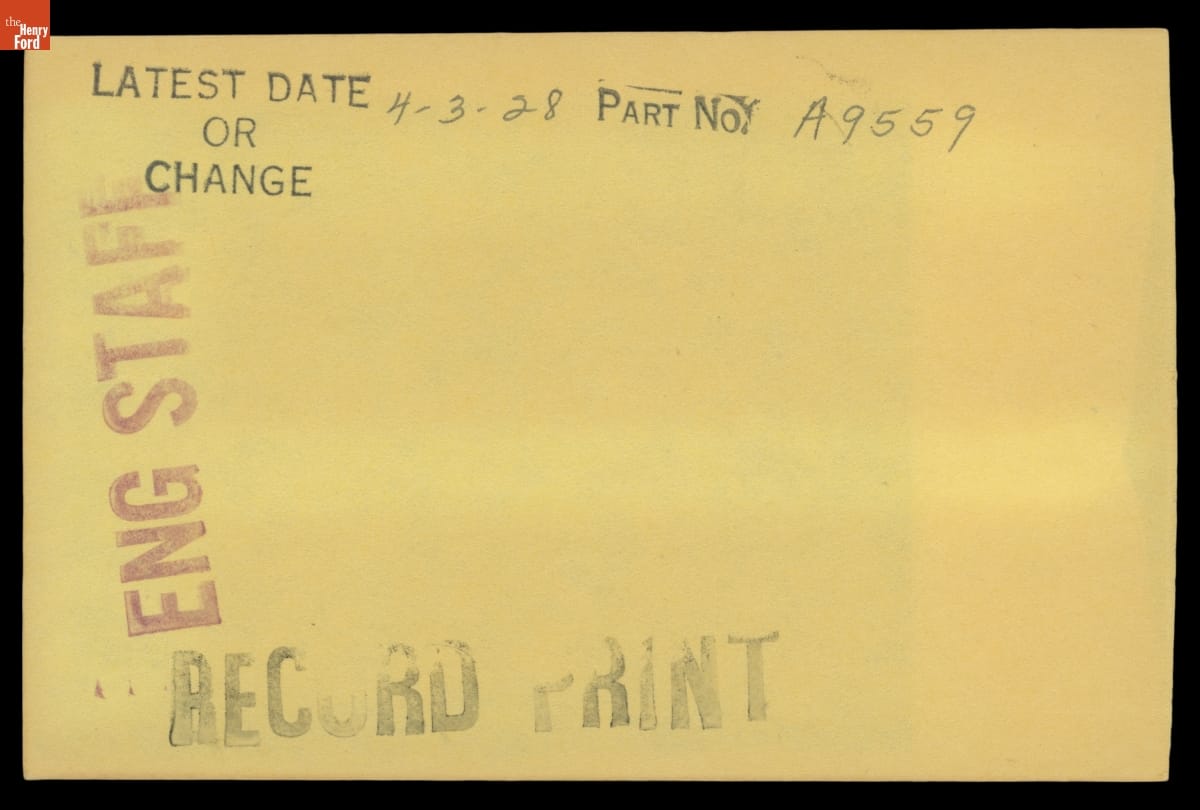 the
Henry
Ford
LATEST DATE 4-3-28 PART NO. A9559
OR
CHANGE
ENG STAFF
RECORD PRINT